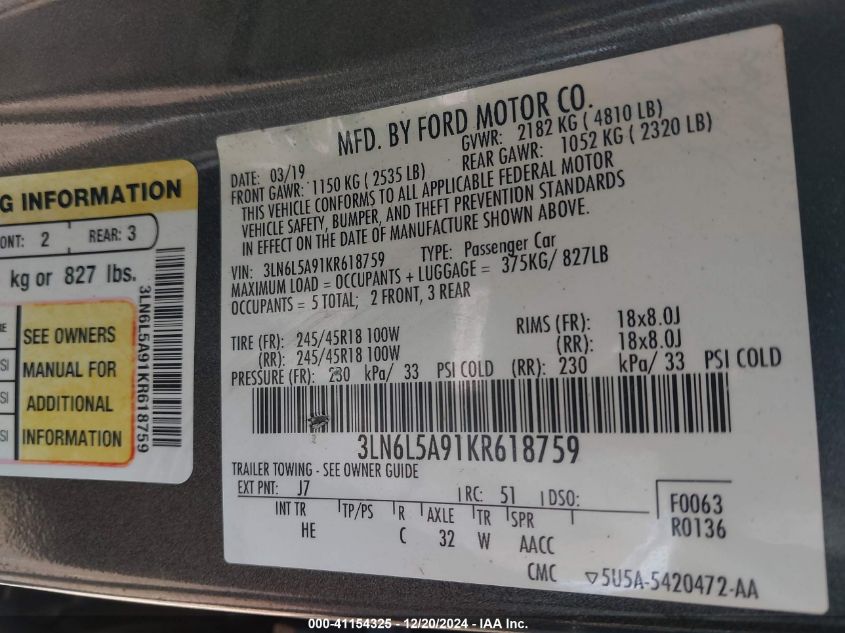 G INFORMATION
ONT: 2 REAR: 3
kg or 827 lbs.
SEE OWNERS
MANUAL FOR
ADDITIONAL
INFORMATION
3LN6L5A91KR618759
MFD. BY FORD MOTOR CO.
DATE: 03/19 GVWR: 2182 KG ( 4810 LB)
FRONT GAWR: 1150 KG ( 2535 LB) REAR GAWR: 1052 KG ( 2320 LB)
THIS VEHICLE CONFORMS TO ALL APPLICABLE FEDERAL MOTOR
VEHICLE SAFETY, BUMPER, AND THEFT PREVENTION STANDARDS
IN EFFECT ON THE DATE OF MANUFACTURE SHOWN ABOVE.
VIN: 3LN6L5A91KR618759 TYPE: Passenger Car
MAXIMUM LOAD = OCCUPANTS + LUGGAGE = 375KG/ 827LB
OCCUPANTS = 5 TOTAL; 2 FRONT, 3 REAR
TIRE (FR): 245/45R18 100W RIMS (FR): 18x8.0J
(RR): 245/45R18 100W (RR): 18x8.0J
PRESSURE (FR): 230 kPa/ 33 PSI COLD (RR): 230 kPa/ 33 PSI COLD
3LN6L5A91KR618759
TRAILER TOWING - SEE OWNER GUIDE
EXT PNT: J7 RC: 51 DSO: F0063
INT TR TP/PS R AXLE TR SPR R0136
HE C 32 W AACC
CMC ▽5U5A-5420472-AA
000-41154325 - 12/20/2024 - IAA Inc.